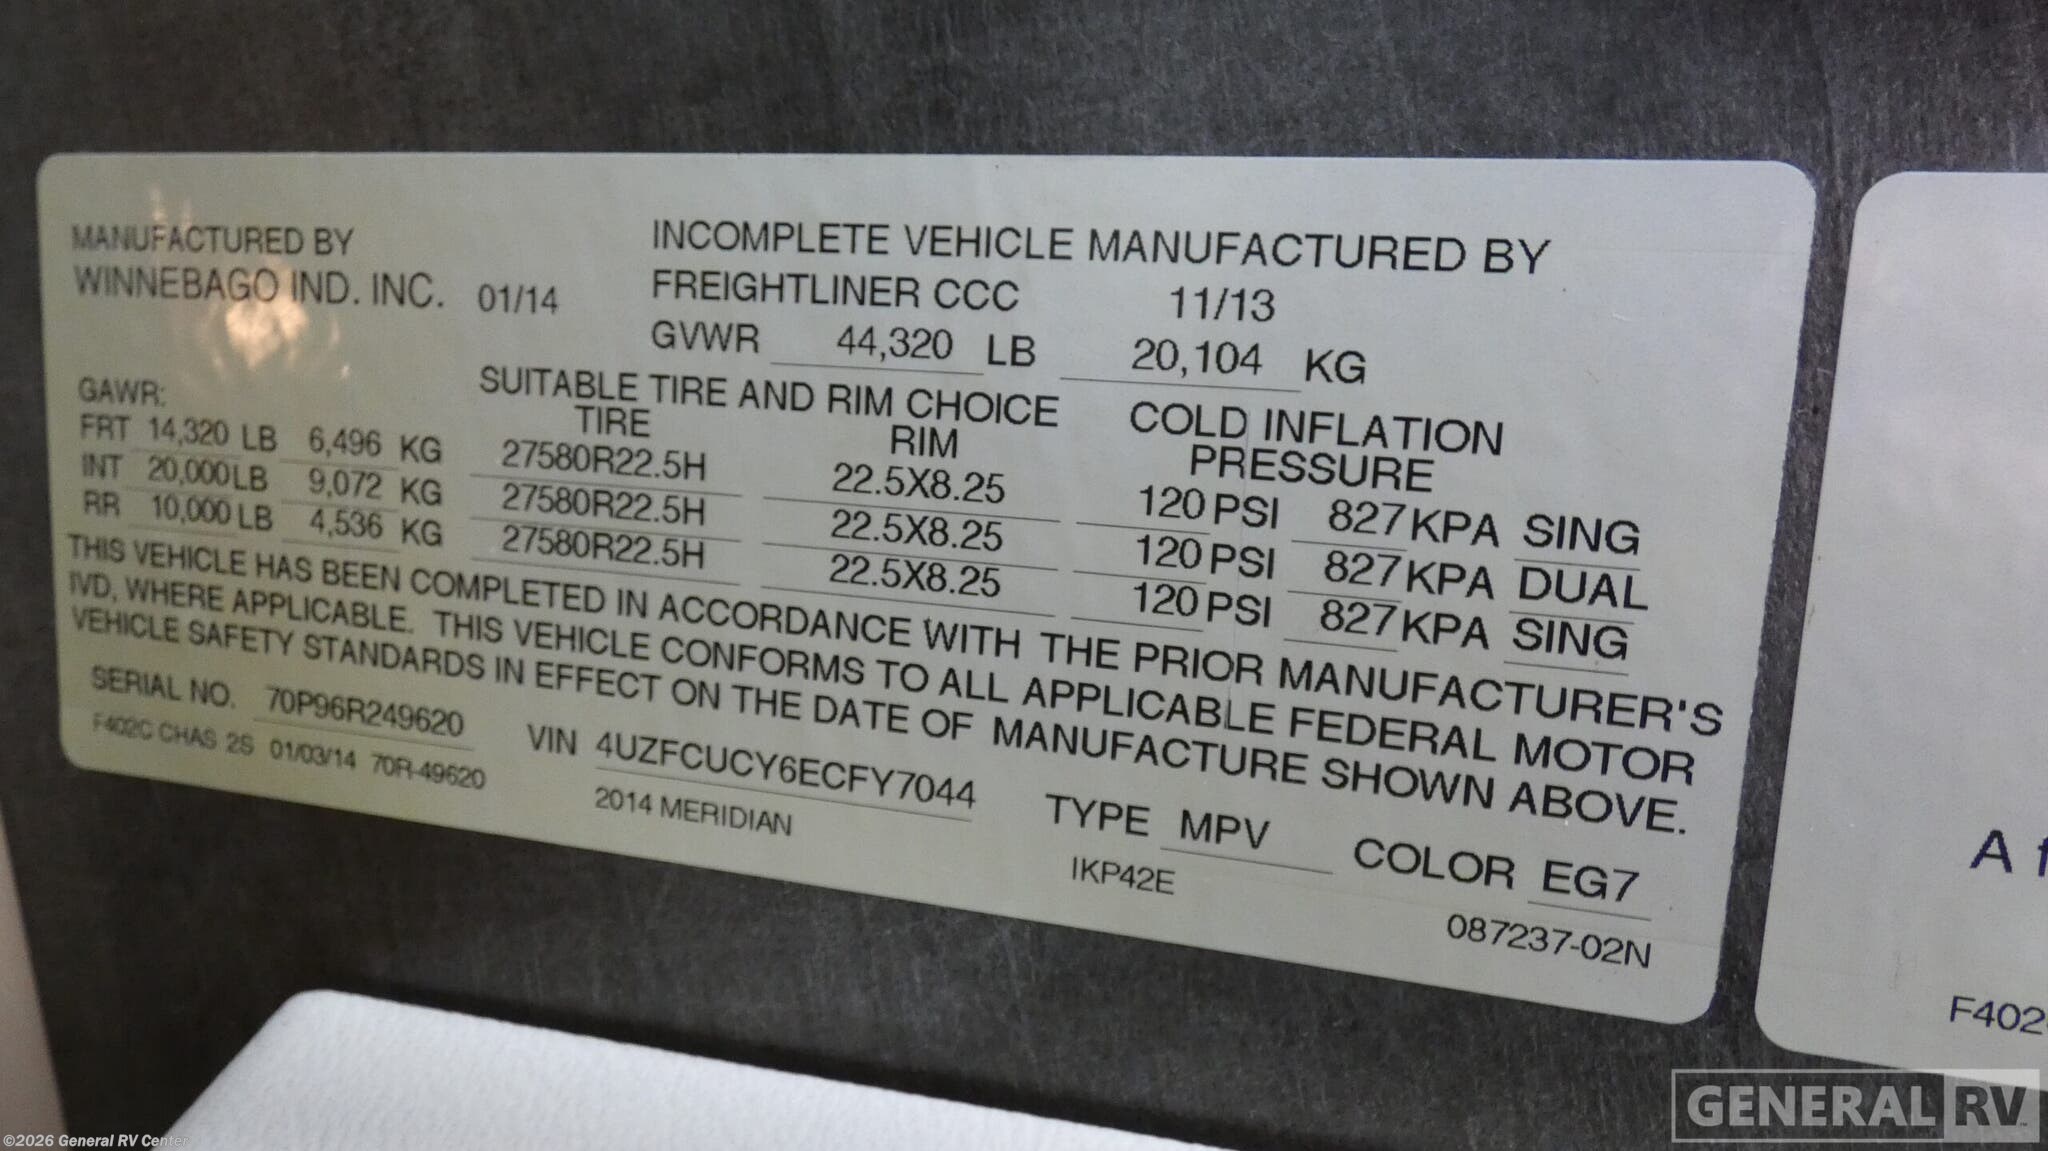 MANUFACTURED BY
WINNEBAGO IND. INC. 01/14
INCOMPLETE VEHICLE MANUFACTURED BY
FREIGHTLINER CCC 11/13
GVWR 44,320 LB 20,104 KG
GAWR: SUITABLE TIRE AND RIM CHOICE COLD INFLATION
TIRE RIM PRESSURE
FRT 14,320 LB 6,496 KG 27580R22.5H 22.5X8.25 120 PSI 827 KPA SING
INT 20,000 LB 9,072 KG 27580R22.5H 22.5X8.25 120 PSI 827 KPA DUAL
RR 10,000 LB 4,536 KG 27580R22.5H 22.5X8.25 120 PSI 827 KPA SING
THIS VEHICLE HAS BEEN COMPLETED IN ACCORDANCE WITH THE PRIOR MANUFACTURER'S
IVD, WHERE APPLICABLE. THIS VEHICLE CONFORMS TO ALL APPLICABLE FEDERAL MOTOR
VEHICLE SAFETY STANDARDS IN EFFECT ON THE DATE OF MANUFACTURE SHOWN ABOVE.
SERIAL NO. 70P96R249620 VIN 4UZFCUCY6ECFY7044 TYPE MPV COLOR EG7
F402C CHAS 2S 01/03/14 70R-49620 2014 MERIDIAN IKP42E 087237-02N
A f
F402
GENERAL RV
©2026 General RV Center